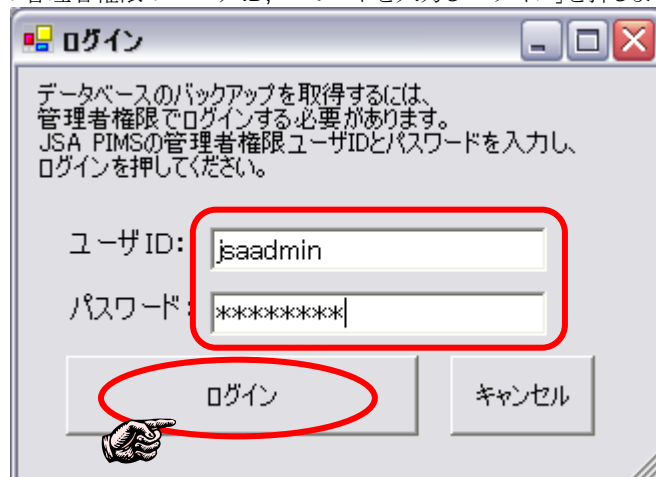 ログイン
データベースのバックアップを取得するには、
管理者権限でログインする必要があります。
JSA PIMSの管理者権限ユーザIDとパスワードを入力し、
ログインを押してください。
ユーザID:
jsaadmin
パスワード:
********
ログイン
キャンセル